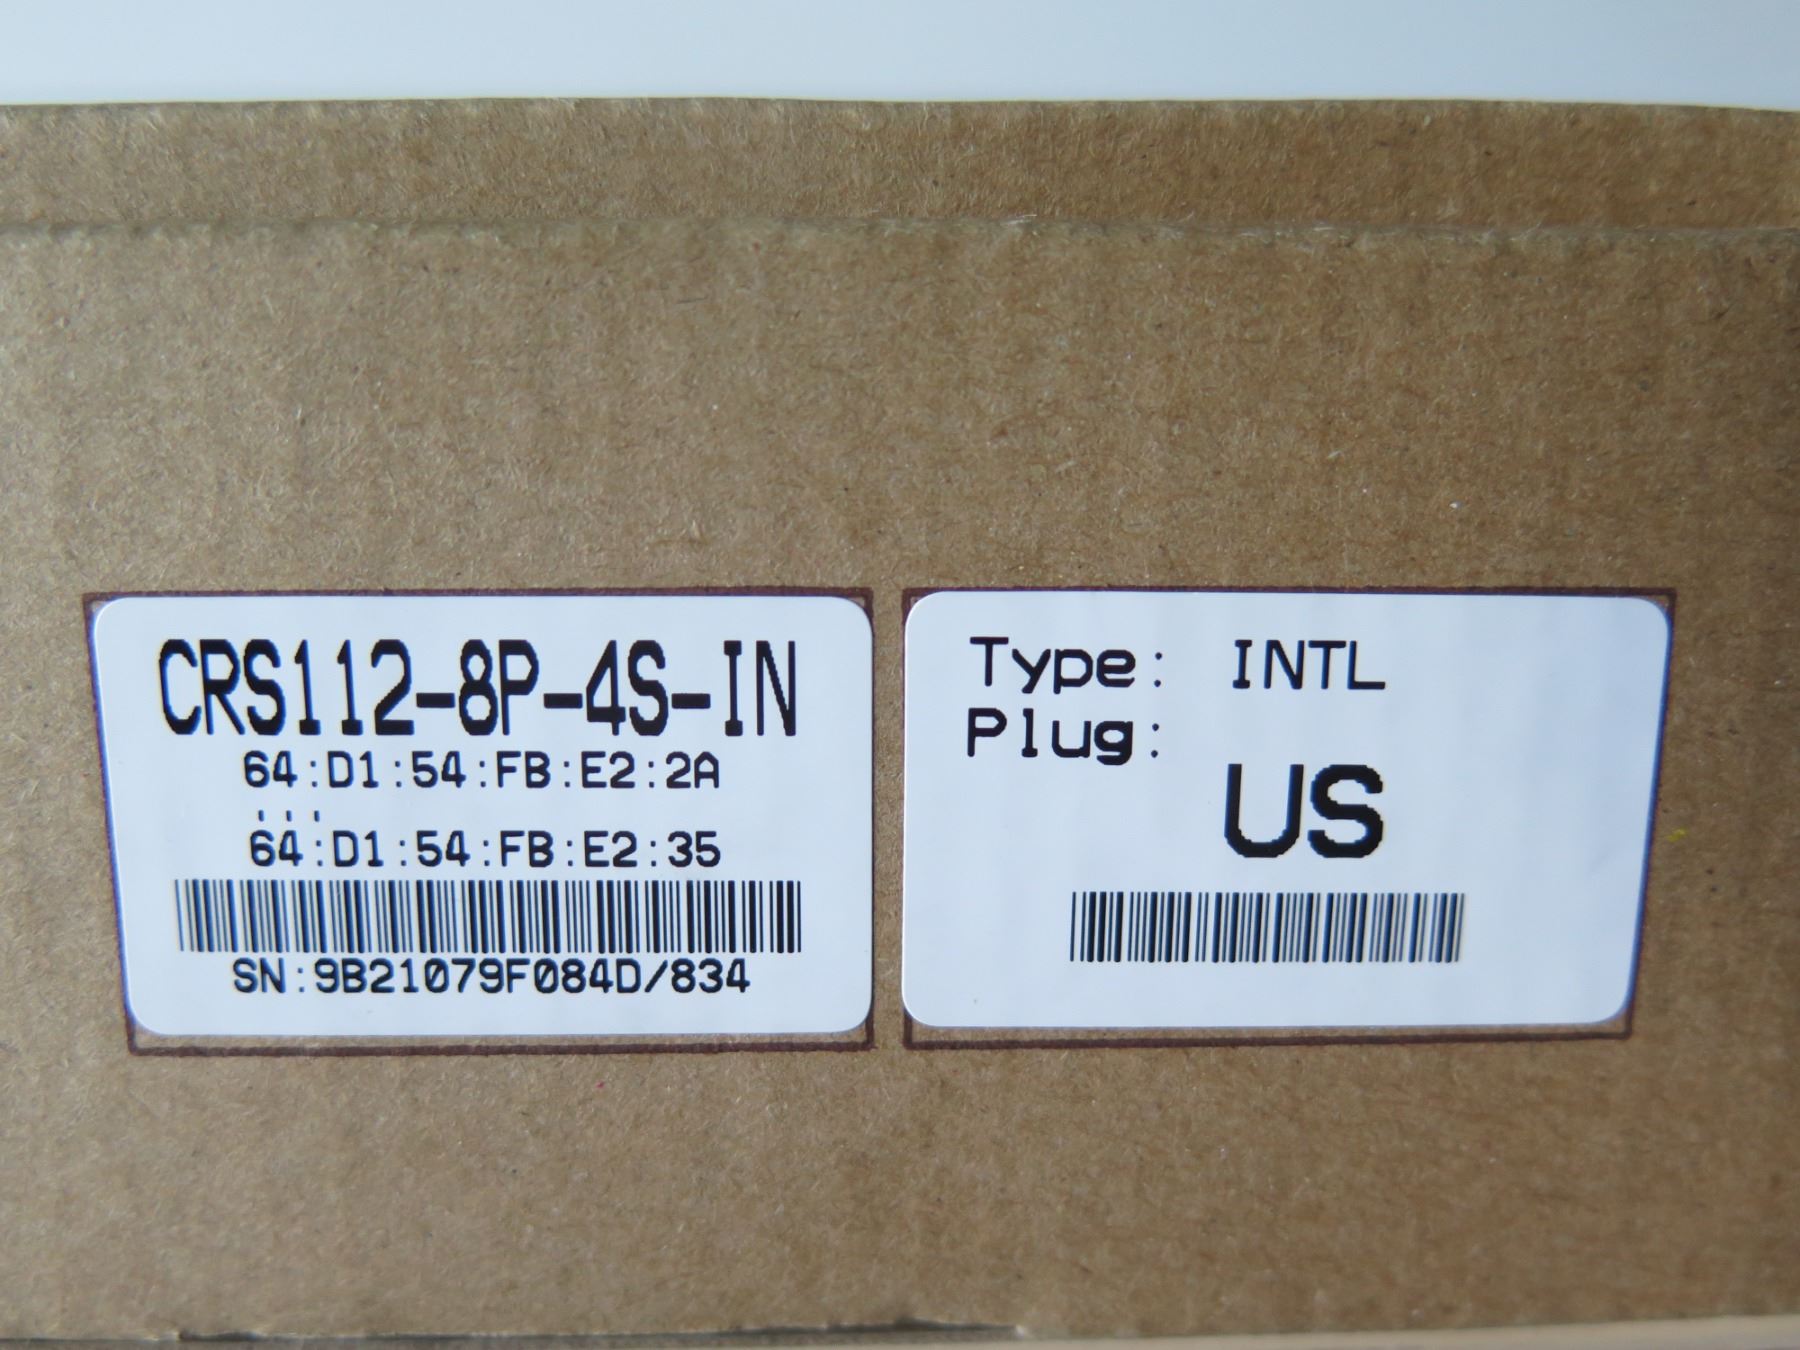 CRS112-8P-4S-IN
64:D1:54:FB:E2:2A
...
64:D1:54:FB:E2:35
SN:9B21079F084D/834
Type: INTL
Plug:
US